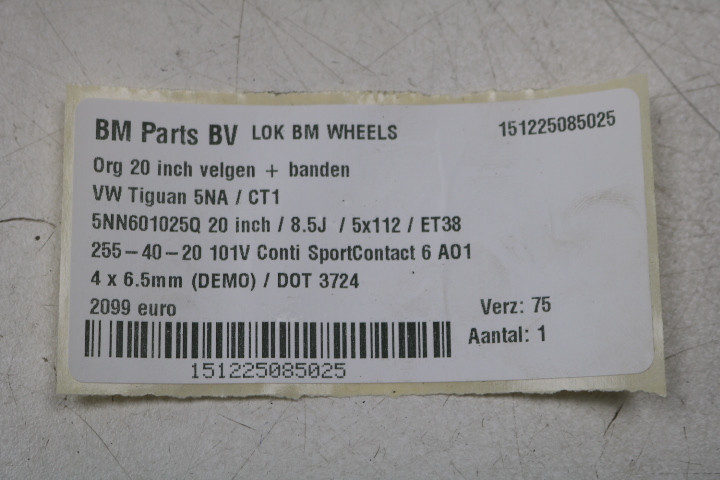 BM Parts BV LOK BM WHEELS 151225085025
Org 20 inch velgen + banden
VW Tiguan 5NA / CT1
5NN601025Q 20 inch / 8.5J / 5x112 / ET38
255-40-20 101V Conti SportContact 6 AO1
4 x 6.5mm (DEMO) / DOT 3724
2099 euro Verz: 75
Aantal: 1
151225085025